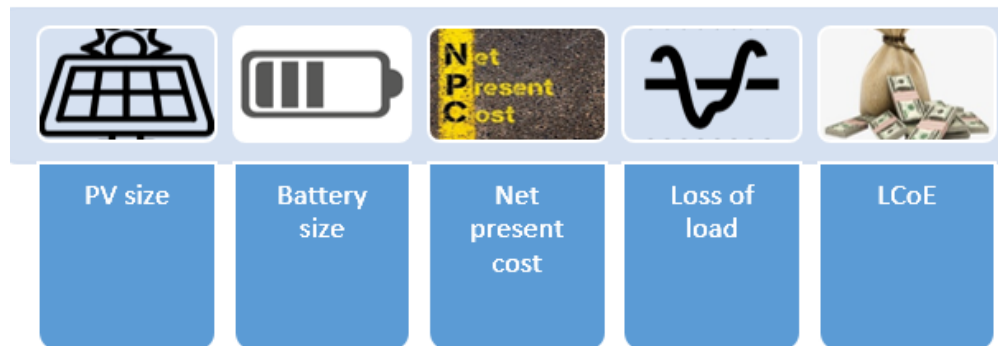 Net
Present
Cost
PV size
Battery
size
Net
present
cost
Loss of
load
LCoE